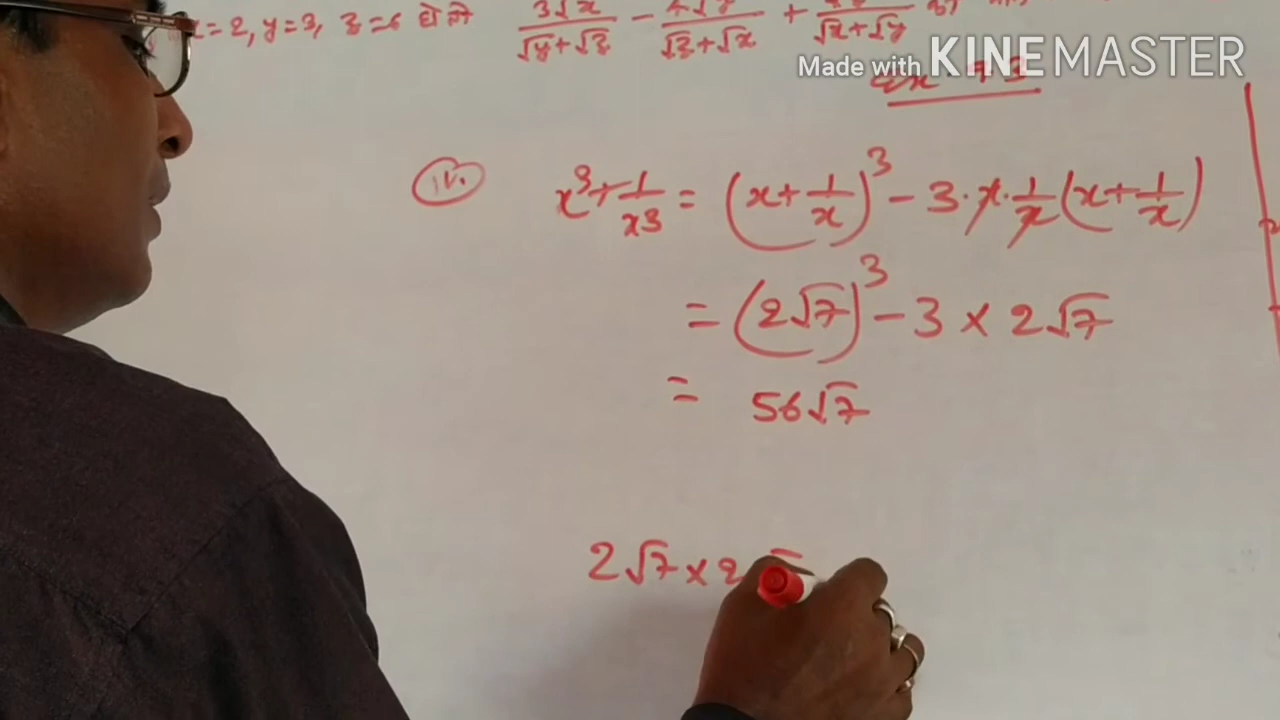 x=2, y=3, z=6 3√x/(√y+√z) - /(√z+√x) + /(√x+√y)
Made with KINEMASTER
iv. x³+1/x3 = (x+1/x)³ - 3·x·1/x(x+1/x)
= (2√7)³ - 3 × 2√7
= 56√7
2√7 × 2